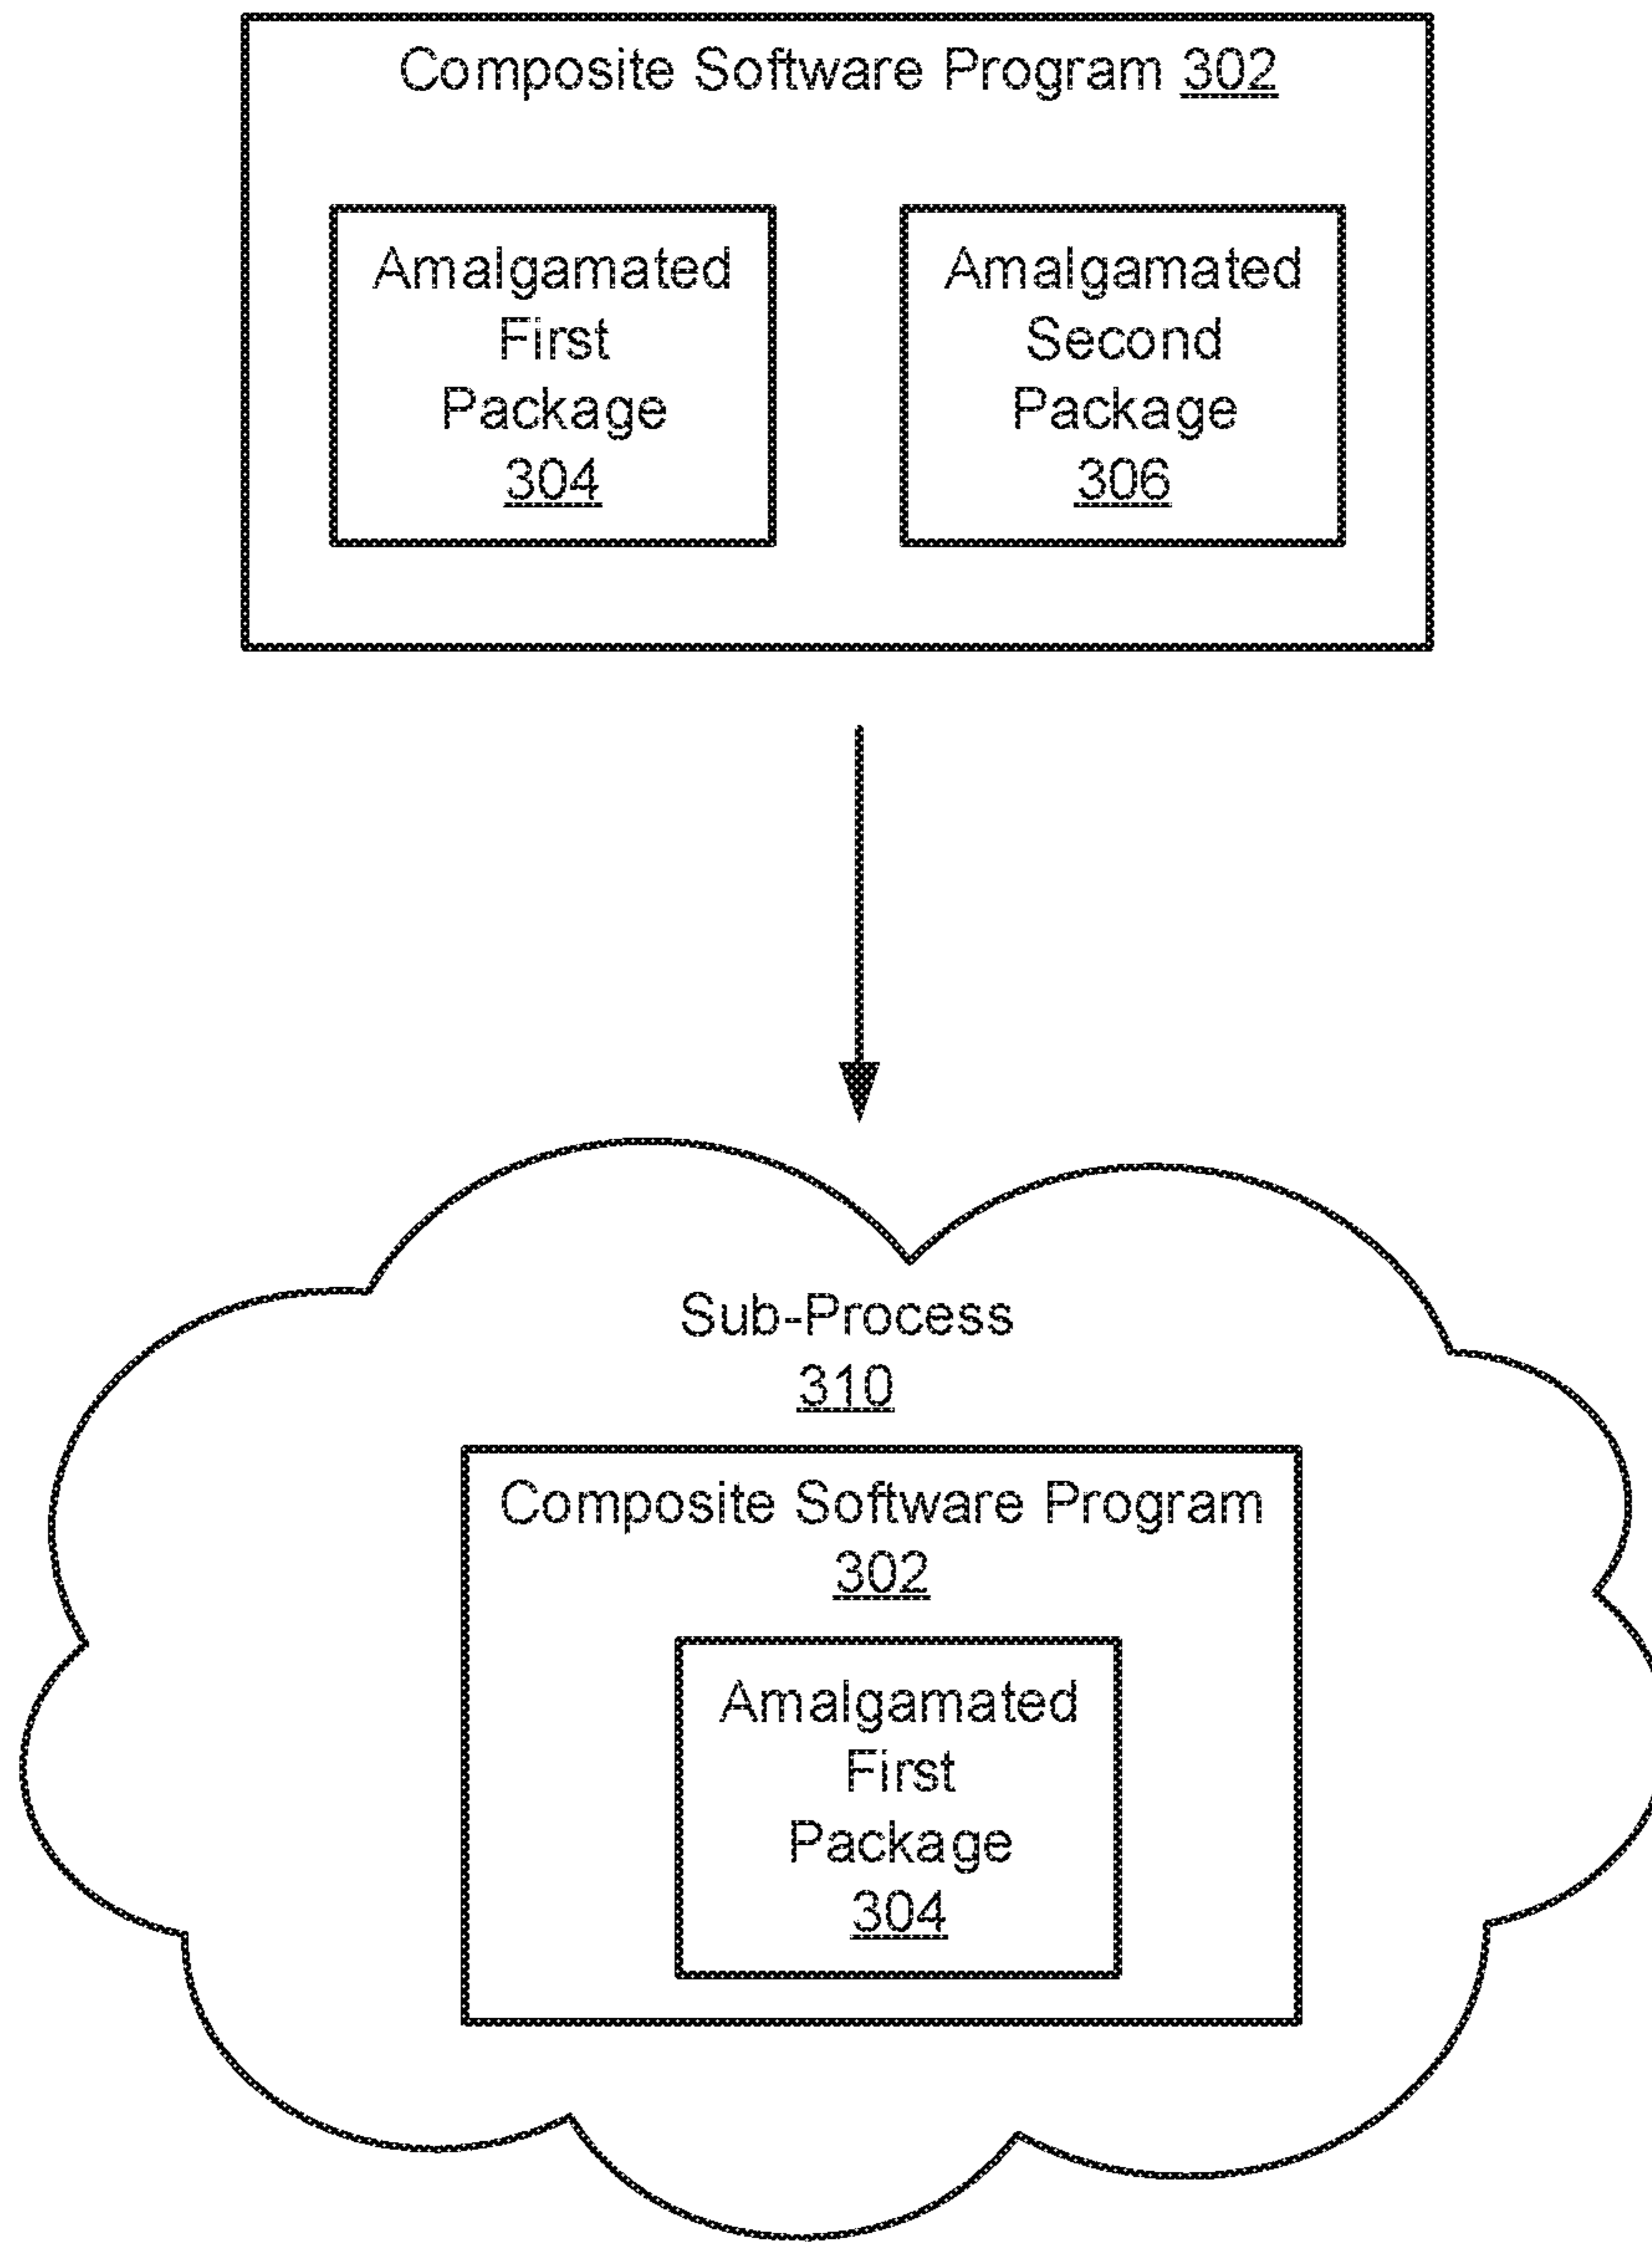 Composite Software Program 302
Amalgamated
First
Package
304
Amalgamated
Second
Package
306
Sub-Process
310
Composite Software Program
302
Amalgamated
First
Package
304